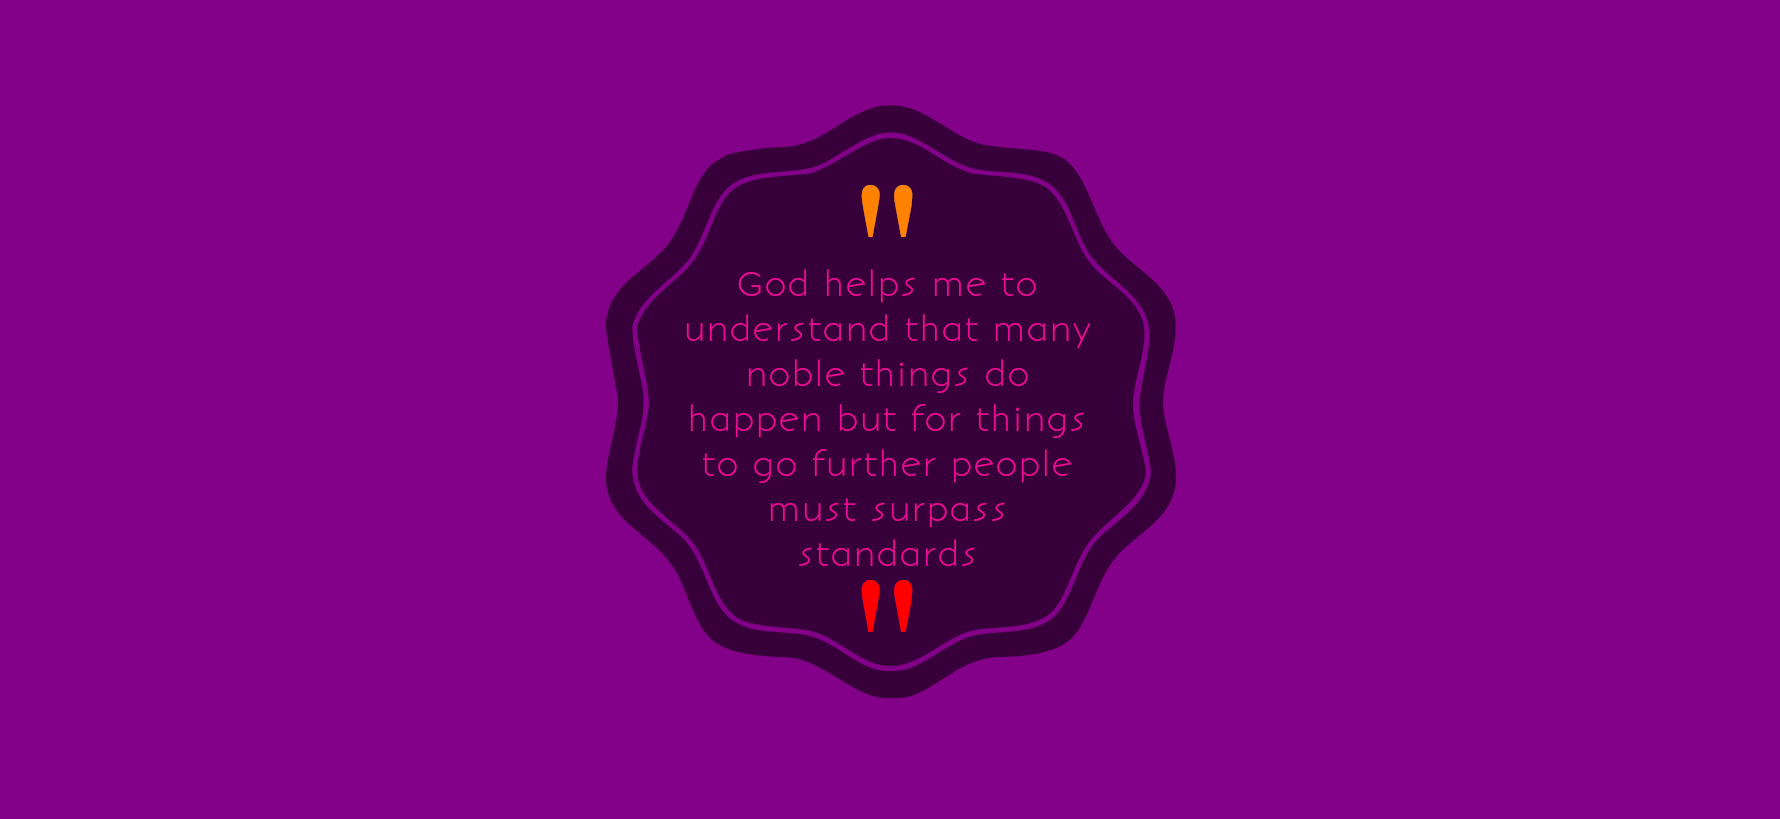 "
God helps me to
understand that many
noble things do
happen but for things
to go further people
must surpass
standards
"